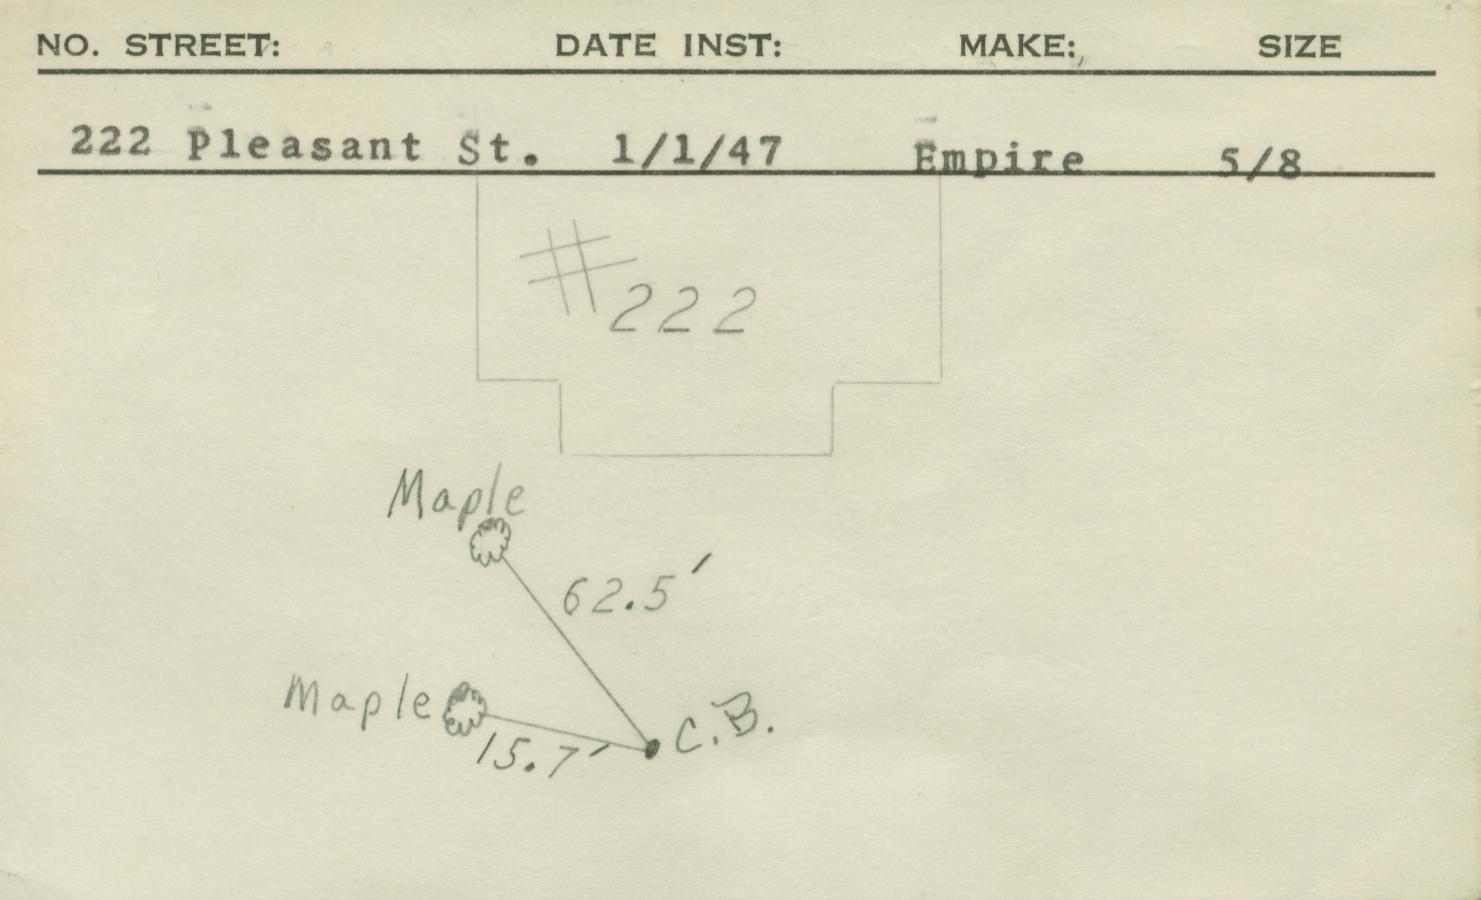 NO. STREET: DATE INST: MAKE: SIZE
222 Pleasant St. 1/1/47 Empire 5/8
#222
Maple
62.5'
Maple
15.7'
C.B.